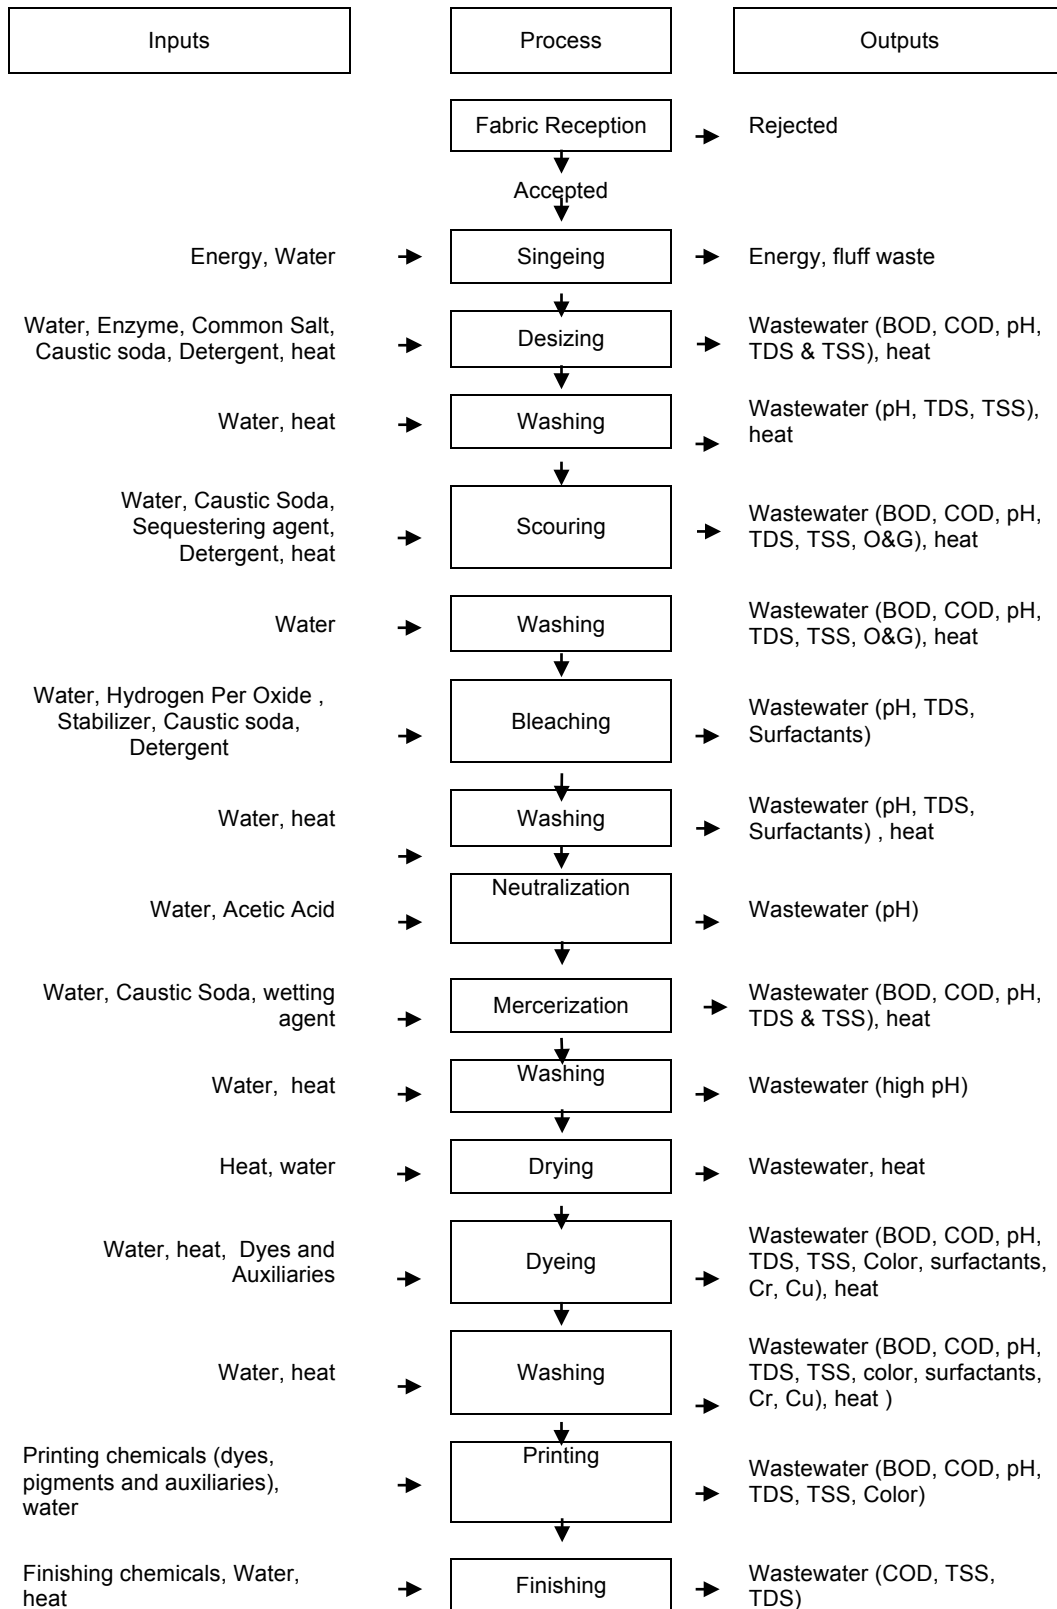 Inputs
Process
Outputs
Fabric Reception
Rejected
Accepted
Energy, Water
Singeing
Energy, fluff waste
Water, Enzyme, Common Salt,
Caustic soda, Detergent, heat
Desizing
Wastewater (BOD, COD, pH,
TDS & TSS), heat
Water, heat
Washing
Wastewater (pH, TDS, TSS),
heat
Water, Caustic Soda,
Sequestering agent,
Detergent, heat
Scouring
Wastewater (BOD, COD, pH,
TDS, TSS, O&G), heat
Water
Washing
Wastewater (BOD, COD, pH,
TDS, TSS, O&G), heat
Water, Hydrogen Per Oxide ,
Stabilizer, Caustic soda,
Detergent
Bleaching
Wastewater (pH, TDS,
Surfactants)
Water, heat
Washing
Wastewater (pH, TDS,
Surfactants) , heat
Water, Acetic Acid
Neutralization
Wastewater (pH)
Water, Caustic Soda, wetting
agent
Mercerization
Wastewater (BOD, COD, pH,
TDS & TSS), heat
Water, heat
Washing
Wastewater (high pH)
Heat, water
Drying
Wastewater, heat
Water, heat, Dyes and
Auxiliaries
Dyeing
Wastewater (BOD, COD, pH,
TDS, TSS, Color, surfactants,
Cr, Cu), heat
Water, heat
Washing
Wastewater (BOD, COD, pH,
TDS, TSS, color, surfactants,
Cr, Cu), heat )
Printing chemicals (dyes,
pigments and auxiliaries),
water
Printing
Wastewater (BOD, COD, pH,
TDS, TSS, Color)
Finishing chemicals, Water,
heat
Finishing
Wastewater (COD, TSS,
TDS)